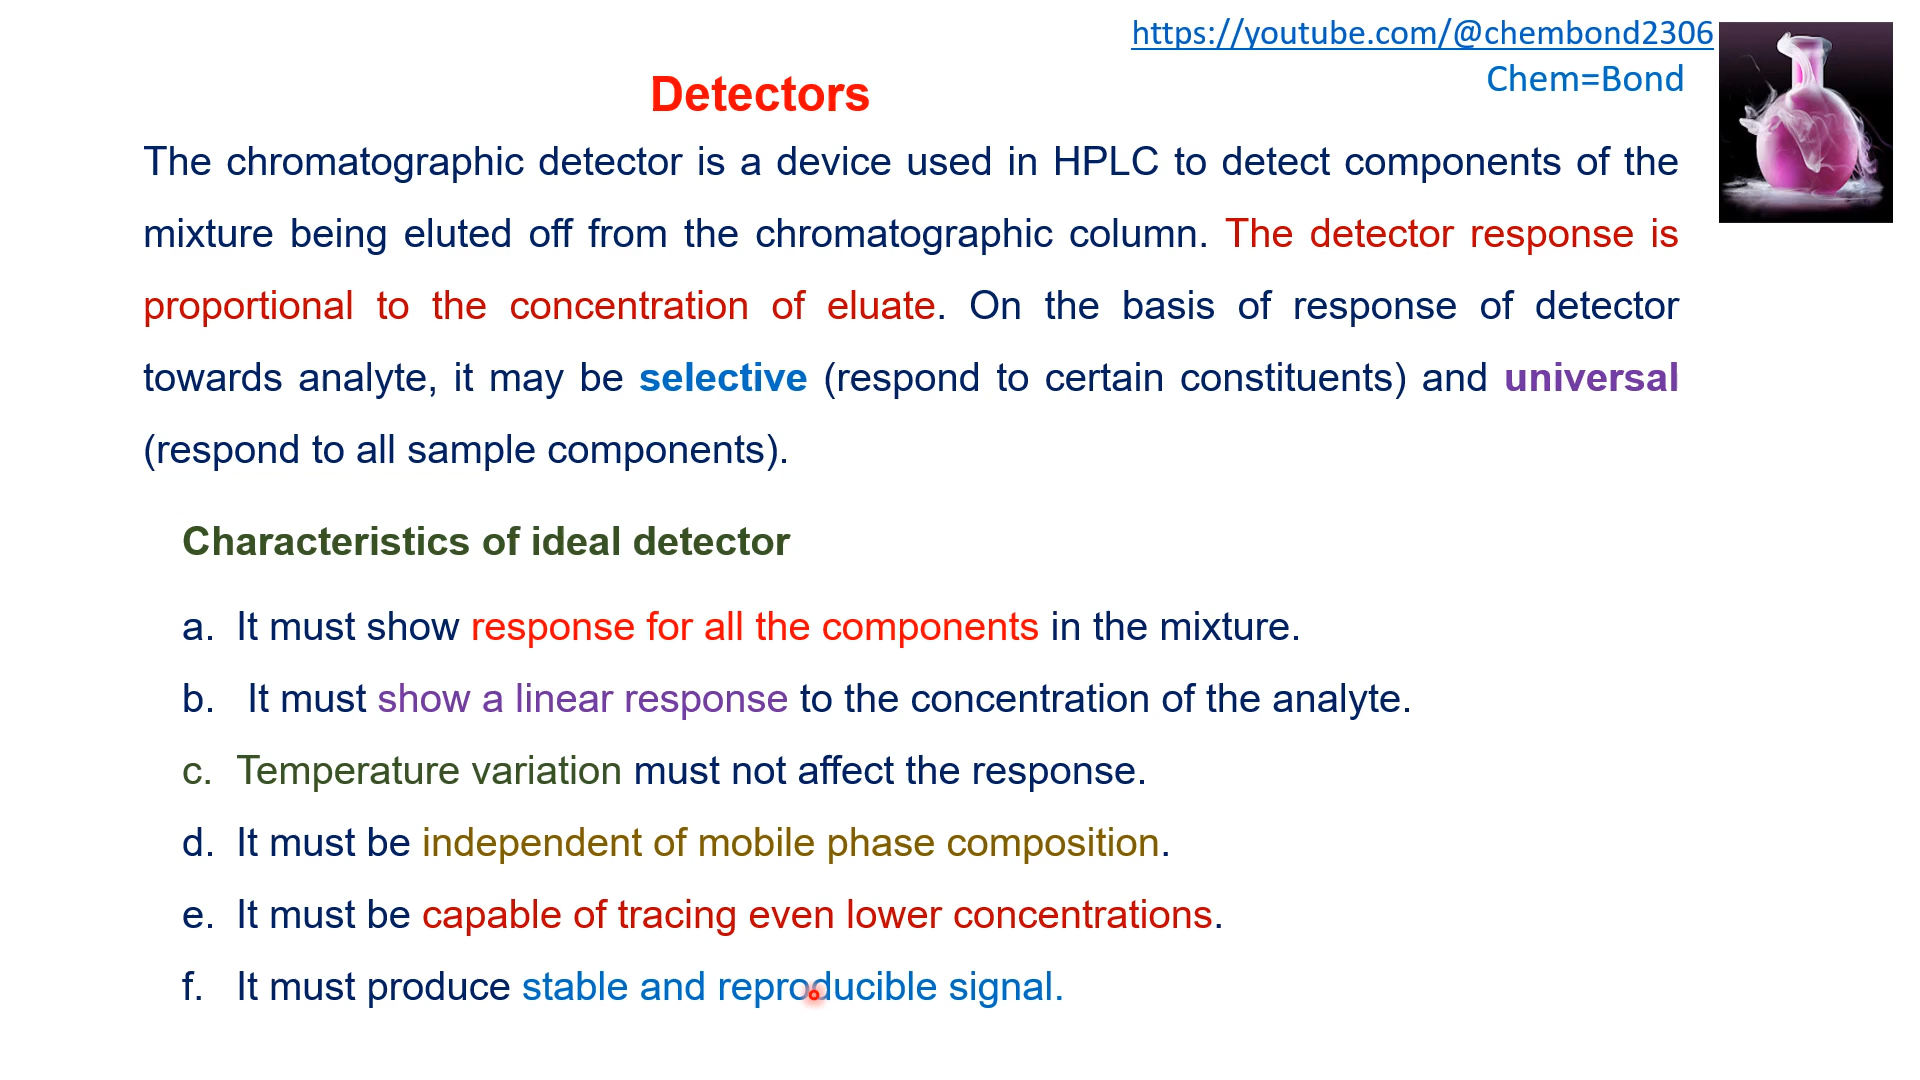 https://youtube.com/@chembond2306
Chem=Bond
Detectors
The chromatographic detector is a device used in HPLC to detect components of the
mixture being eluted off from the chromatographic column. The detector response is
proportional to the concentration of eluate. On the basis of response of detector
towards analyte, it may be selective (respond to certain constituents) and universal
(respond to all sample components).
Characteristics of ideal detector
a. It must show response for all the components in the mixture.
b. It must show a linear response to the concentration of the analyte.
c. Temperature variation must not affect the response.
d. It must be independent of mobile phase composition.
e. It must be capable of tracing even lower concentrations.
f. It must produce stable and reproducible signal.